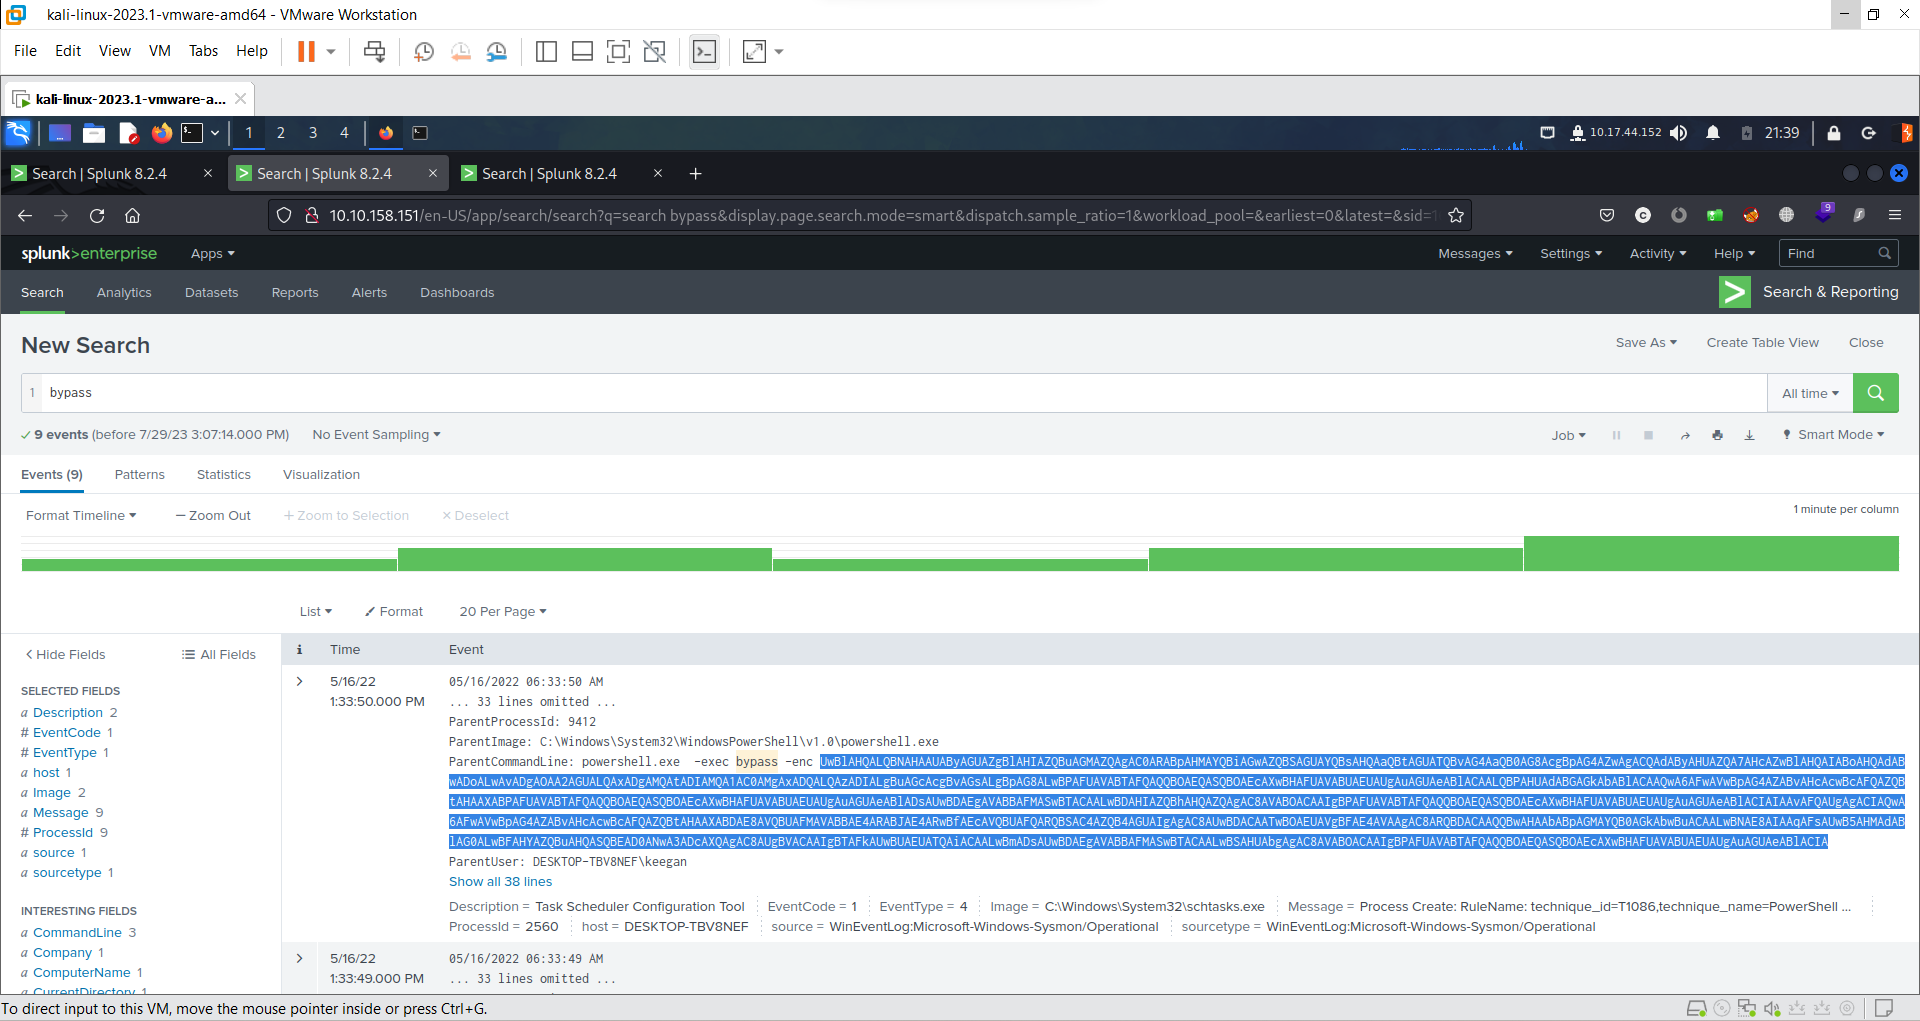 kali-linux-2023.1-vmware-amd64 - VMware Workstation
File Edit View VM Tabs Help
kali-linux-2023.1-vmware-a...
1 2 3 4 10.17.44.152 21:39
Search | Splunk 8.2.4 Search | Splunk 8.2.4 Search | Splunk 8.2.4
10.10.158.151/en-US/app/search/search?q=search bypass&display.page.search.mode=smart&dispatch.sample_ratio=1&workload_pool=&earliest=0&latest=&sid=1 9
splunk>enterprise Apps Messages Settings Activity Help Find
Search Analytics Datasets Reports Alerts Dashboards Search & Reporting
New Search Save As Create Table View Close
1 bypass All time
9 events (before 7/29/23 3:07:14.000 PM) No Event Sampling Job Smart Mode
Events (9) Patterns Statistics Visualization
Format Timeline — Zoom Out + Zoom to Selection × Deselect 1 minute per column
List Format 20 Per Page
Hide Fields All Fields i Time Event
SELECTED FIELDS
a Description 2
# EventCode 1
# EventType 1
a host 1
a Image 2
a Message 9
# ProcessId 9
a source 1
a sourcetype 1
INTERESTING FIELDS
a CommandLine 3
a Company 1
a ComputerName 1
a CurrentDirectory 1
5/16/22
1:33:50.000 PM
05/16/2022 06:33:50 AM
... 33 lines omitted ...
ParentProcessId: 9412
ParentImage: C:\Windows\System32\WindowsPowerShell\v1.0\powershell.exe
ParentCommandLine: powershell.exe -exec bypass -enc
ParentUser: DESKTOP-TBV8NEF\keegan
Show all 38 lines
Description = Task Scheduler Configuration Tool EventCode = 1 EventType = 4 Image = C:\Windows\System32\schtasks.exe Message = Process Create: RuleName: technique_id=T1086,technique_name=PowerShell ...
ProcessId = 2560 host = DESKTOP-TBV8NEF source = WinEventLog:Microsoft-Windows-Sysmon/Operational sourcetype = WinEventLog:Microsoft-Windows-Sysmon/Operational
5/16/22
1:33:49.000 PM
05/16/2022 06:33:49 AM
... 33 lines omitted ...
To direct input to this VM, move the mouse pointer inside or press Ctrl+G.